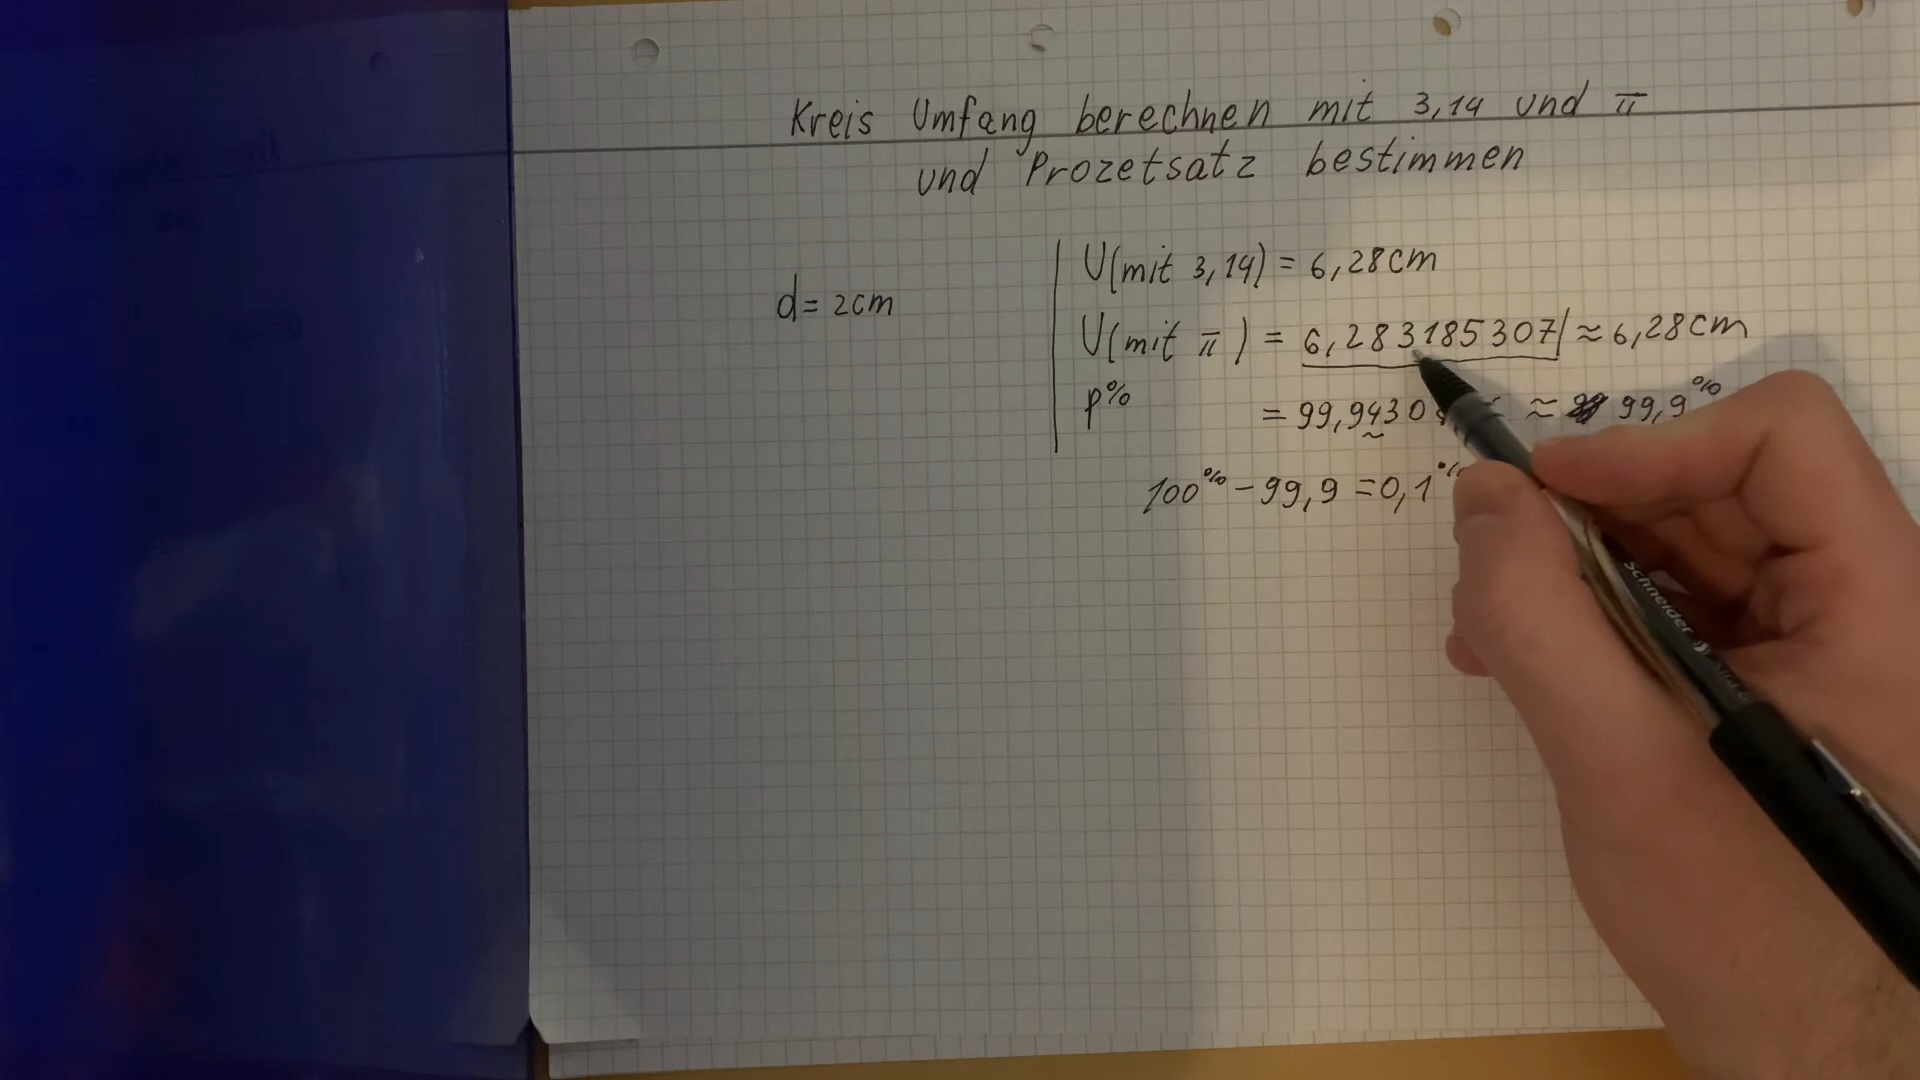 Kreis Umfang berechnen mit 3,14 und π
und Prozetsatz bestimmen
d = 2cm
U(mit 3,14) = 6,28cm
U(mit π) = 6,283185307 ≈ 6,28cm
p% = 99,9430 ≈ 99,9%
100% - 99,9 = 0,1%
schneider